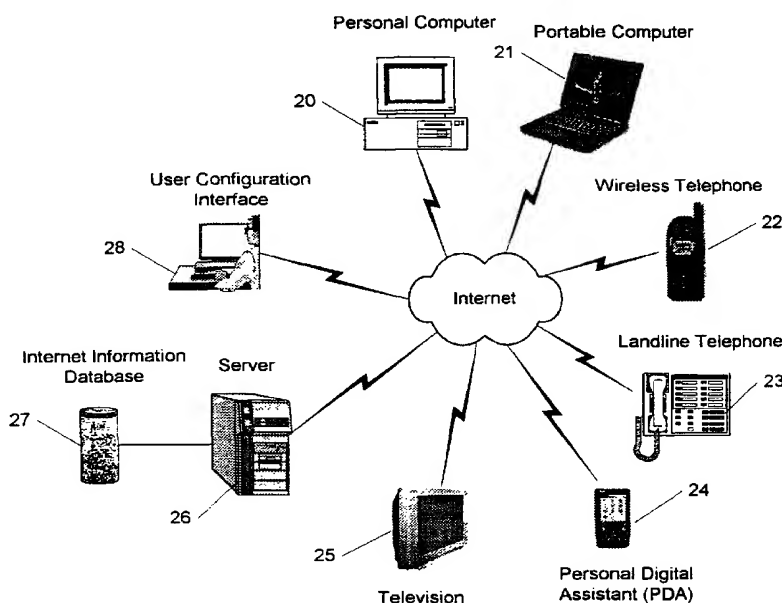 Personal Computer
Portable Computer
21
20
User Configuration
Interface
Wireless Telephone
22
28
Internet
Landline Telephone
Internet Information
Database
Server
23
27
24
26
25
Personal Digital
Assistant (PDA)
Television